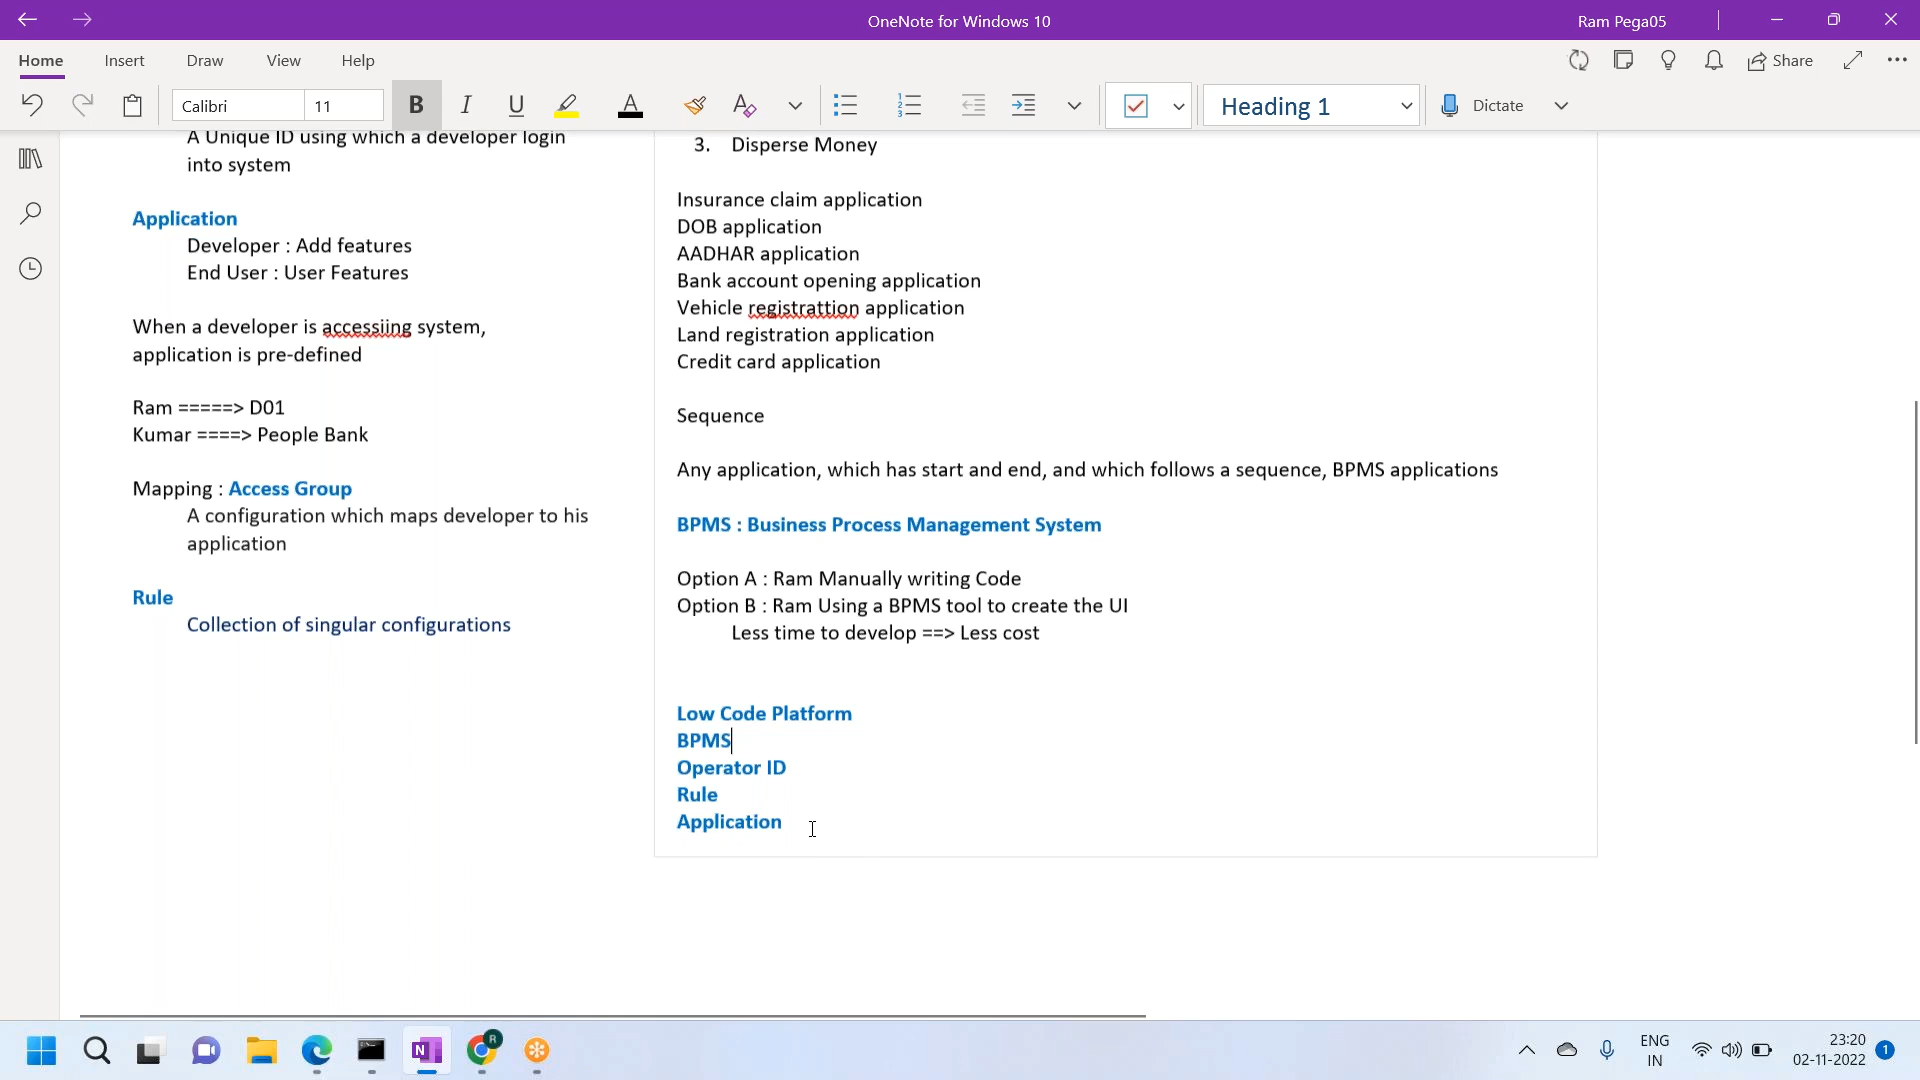 OneNote for Windows 10
Ram Pega05
Home Insert Draw View Help
Share
Calibri 11 B I U A A Heading 1 Dictate
A Unique ID using which a developer login
into system
Application
Developer : Add features
End User : User Features
When a developer is accessiing system,
application is pre-defined
Ram =====> D01
Kumar ====> People Bank
Mapping : Access Group
A configuration which maps developer to his
application
Rule
Collection of singular configurations
3. Disperse Money
Insurance claim application
DOB application
AADHAR application
Bank account opening application
Vehicle registrattion application
Land registration application
Credit card application
Sequence
Any application, which has start and end, and which follows a sequence, BPMS applications
BPMS : Business Process Management System
Option A : Ram Manually writing Code
Option B : Ram Using a BPMS tool to create the UI
Less time to develop ==> Less cost
Low Code Platform
BPMS
Operator ID
Rule
Application
R
ENG
IN
23:20
02-11-2022
1